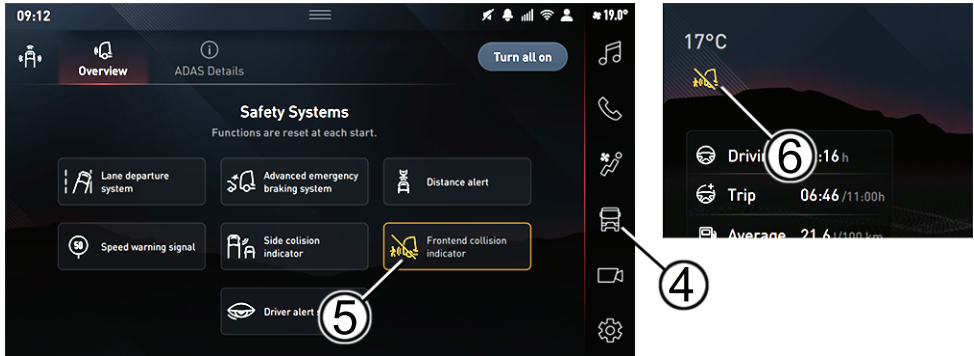 09:12
19.0°
Overview
ADAS Details
Turn all on
Safety Systems
Functions are reset at each start.
Lane departure
system
Advanced emergency
braking system
Distance alert
50
Speed warning signal
Side colision
indicator
Frontend collision
indicator
Driver alert
5
4
17°C
6
:16 h
Trip 06:46 /11:00h
Average 21.6 l/100 km